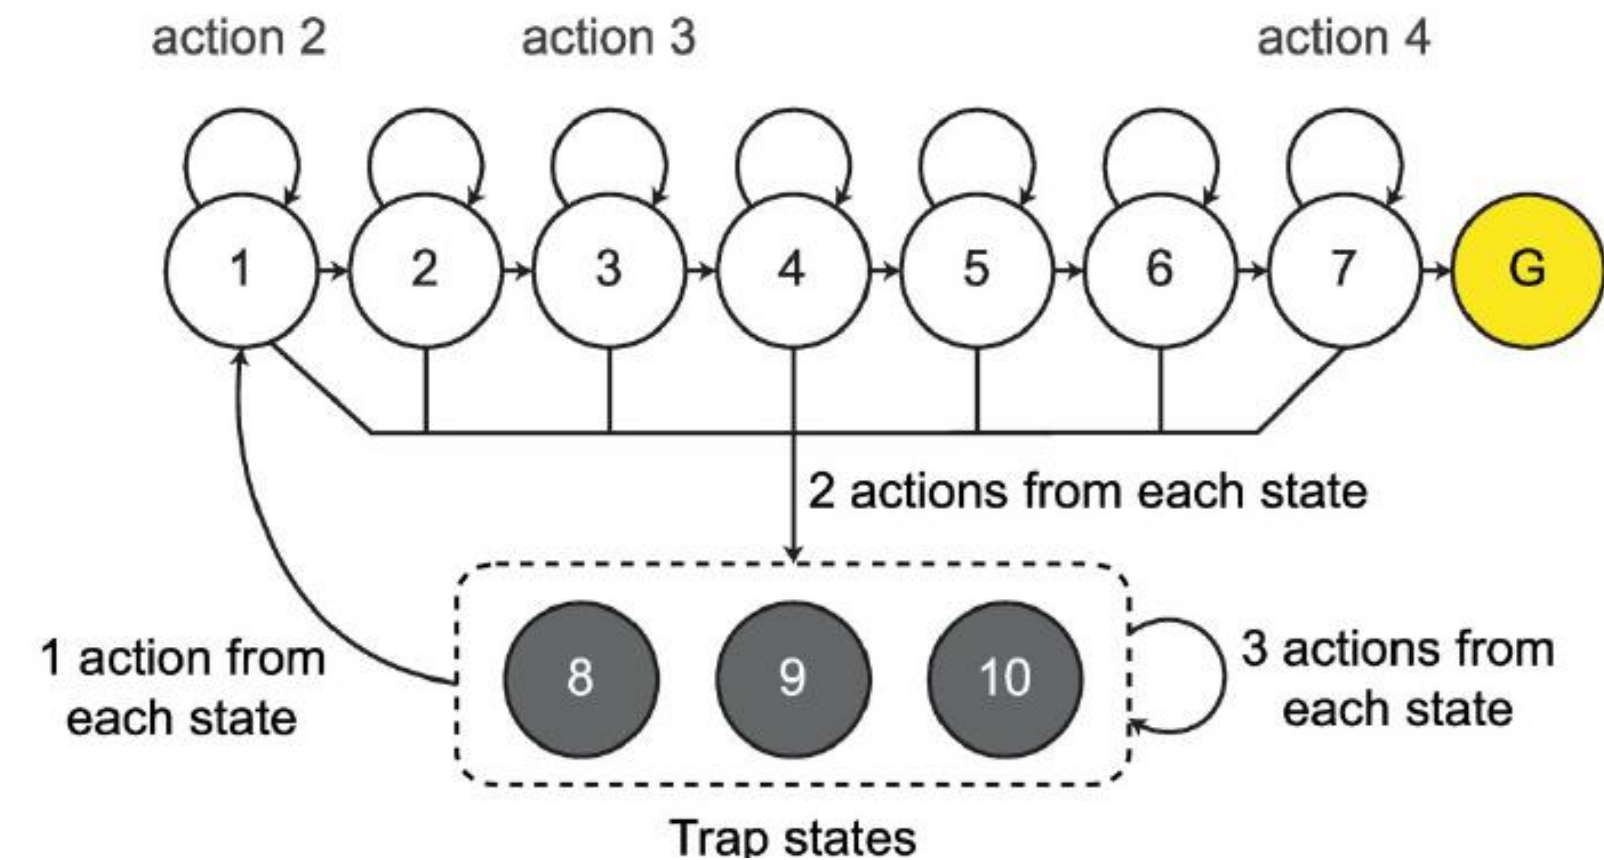 action 2 action 3 action 4
1 2 3 4 5 6 7 G
2 actions from each state
1 action from
each state
8 9 10
3 actions from
each state
Trap states